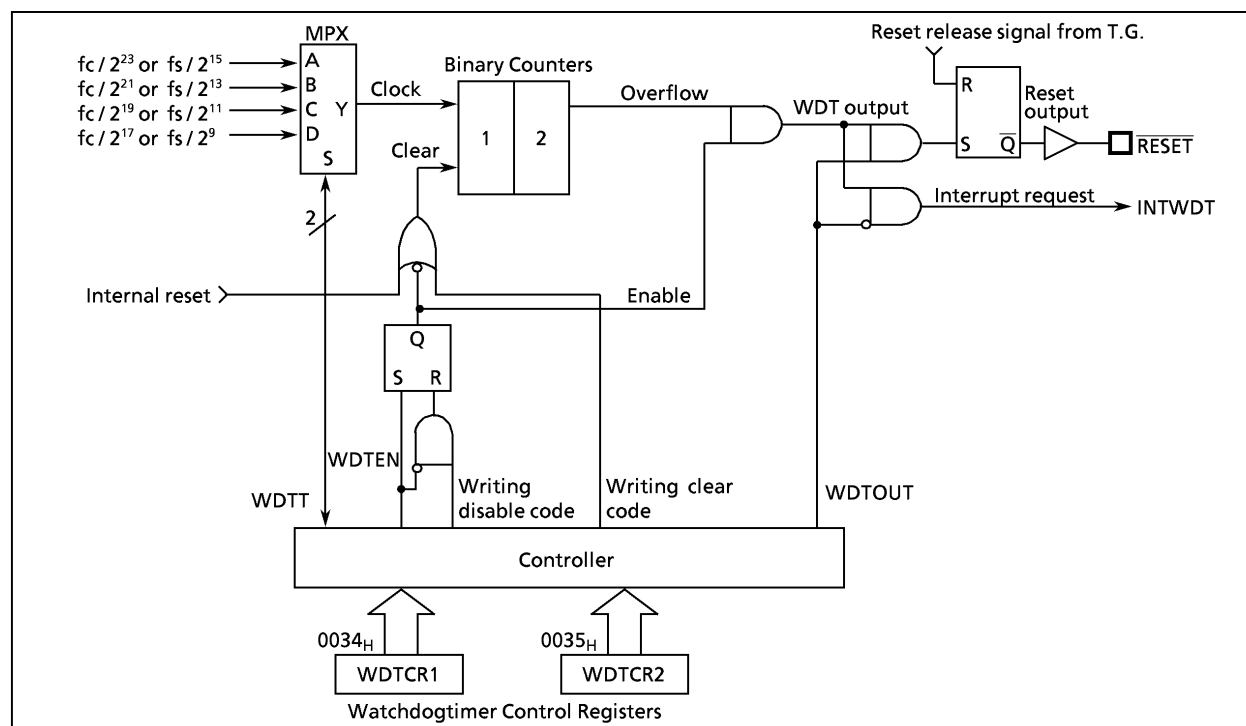 MPX
Reset release signal from T.G.
fc / 2²³ or fs / 2¹⁵
fc / 2²¹ or fs / 2¹³
fc / 2¹⁹ or fs / 2¹¹
fc / 2¹⁷ or fs / 2⁹
A
B
C
D
Y
S
Clock
Clear
Binary Counters
1
2
Overflow
WDT output
R
S
Q̅
Reset
output
R̅E̅S̅E̅T̅
Interrupt request
INTWDT
2
Internal reset
Enable
Q
S
R
WDTEN
WDTT
Writing
disable code
Writing clear
code
WDTOUT
Controller
0034H
0035H
WDTCR1
WDTCR2
Watchdogtimer Control Registers